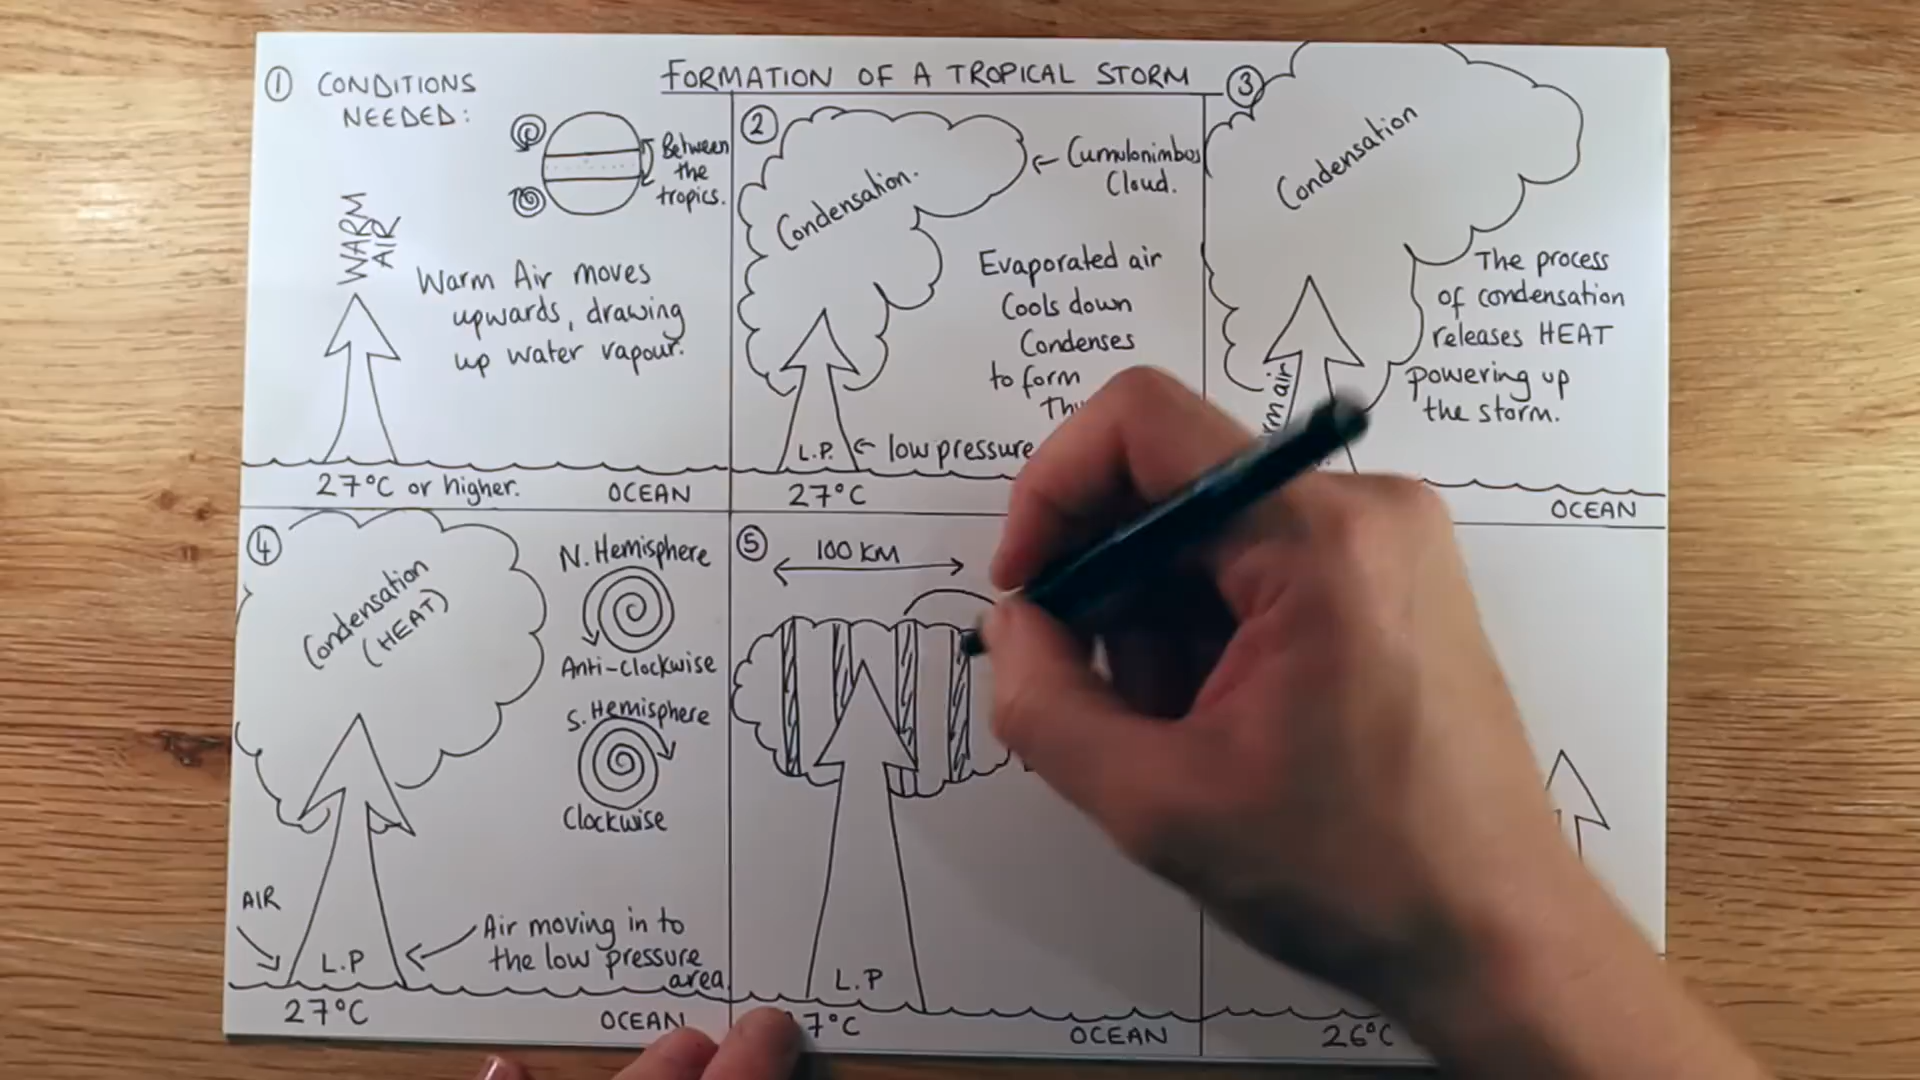 FORMATION OF A TROPICAL STORM
① CONDITIONS
NEEDED:
Between
the
tropics.
WARM
AIR
Warm Air moves
upwards, drawing
up water vapour.
27°C or higher.
OCEAN
②
Condensation.
← Cumulonimbos
Cloud.
Evaporated air
Cools down
Condenses
to form
L.P. ← low pressure
27°C
③
Condensation
The process
of condensation
releases HEAT
powering up
the storm.
air
OCEAN
④
Condensation
(HEAT)
N. Hemisphere
Anti-Clockwise
S. Hemisphere
Clockwise
AIR
L.P
Air moving in to
the low pressure
area.
27°C
OCEAN
⑤
100 KM
L.P
7°C
OCEAN
26°C